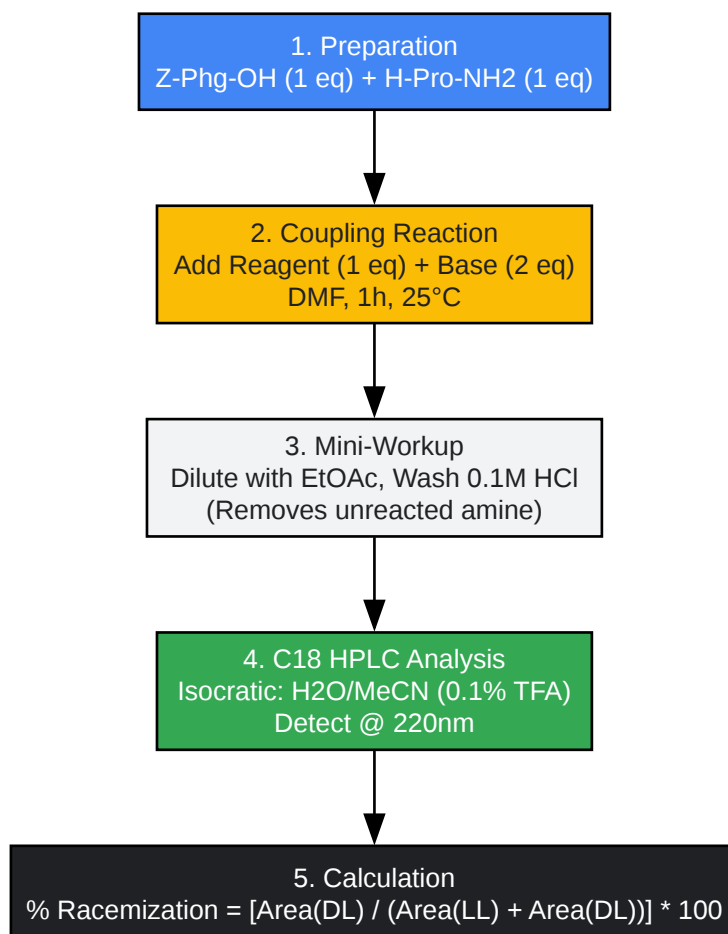 1. Preparation
Z-Phg-OH (1 eq) + H-Pro-NH2 (1 eq)
2. Coupling Reaction
Add Reagent (1 eq) + Base (2 eq)
DMF, 1h, 25°C
3. Mini-Workup
Dilute with EtOAc, Wash 0.1M HCl
(Removes unreacted amine)
4. C18 HPLC Analysis
Isocratic: H2O/MeCN (0.1% TFA)
Detect @ 220nm
5. Calculation
% Racemization = [Area(DL) / (Area(LL) + Area(DL))] * 100